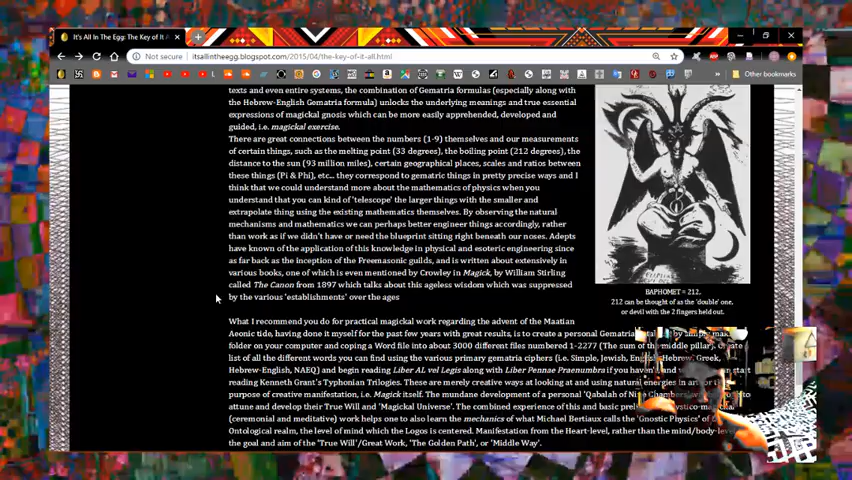 It's All In The Egg: The Key of It A
Not secure | itsallintheegg.blogspot.com/2015/04/the-key-of-it-all.html
Other bookmarks
texts and even entire systems, the combination of Gematria formulas (especially along with
the Hebrew-English Gematria formula) unlocks the underlying meanings and true essential
expressions of magickal gnosis which can be more easily apprehended, developed and
guided, i.e. magickal exercise.
There are great connections between the numbers (1-9) themselves and our measurements
of certain things, such as the melting point (33 degrees), the boiling point (212 degrees), the
distance to the sun (93 million miles), certain geographical places, scales and ratios between
these things (Pi & Phi), etc... they correspond to gematric things in pretty precise ways and I
think that we could understand more about the mathematics of physics when you
understand that you can kind of 'telescope' the larger things with the smaller and
extrapolate thing using the existing mathematics themselves. By observing the natural
mechanisms and mathematics we can perhaps better engineer things accordingly, rather
than work as if we didn't have or need the blueprint sitting right beneath our noses. Adepts
have known of the application of this knowledge in physical and esoteric engineering since
as far back as the inception of the Freemasonic guilds, and is written about extensively in
various books, one of which is even mentioned by Crowley in Magick, by William Stirling
called The Canon from 1897 which talks about this ageless wisdom which was suppressed
by the various 'establishments' over the ages
BAPHOMET = 212.
212 can be thought of as the 'double' one,
or devil with the 2 fingers held out.
What I recommend you do for practical magickal work regarding the advent of the Maatian
Aeonic tide, having done it myself for the past few years with great results, is to create a personal Gematria
folder on your computer and coping a Word file into about 3000 different files numbered 1-2277 (The sum of the middle pillar).
list of all the different words you can find using the various primary gematria ciphers (i.e. Simple, Jewish, English, Hebrew, Greek,
Hebrew-English, NAEQ) and begin reading Liber AL vel Legis along with Liber Pennae Praenumbra if you haven't
reading Kenneth Grant's Typhonian Trilogies. These are merely creative ways at looking at and using natural energies in
purpose of creative manifestation, i.e. Magick itself. The mundane development of a personal 'Qabalah of Nine Chambers'
attune and develop their True Will and 'Magickal Universe'. The combined experience of this and basic
(ceremonial and meditative) work helps one to also learn the mechanics of what Michael Bertiaux calls the 'Gnostic Physics'
Ontological realm, the level of mind which the Logos is centered. Manifestation from the Heart-level, rather than the mind/body
the goal and aim of the 'True Will'/Great Work, 'The Golden Path', or 'Middle Way'.